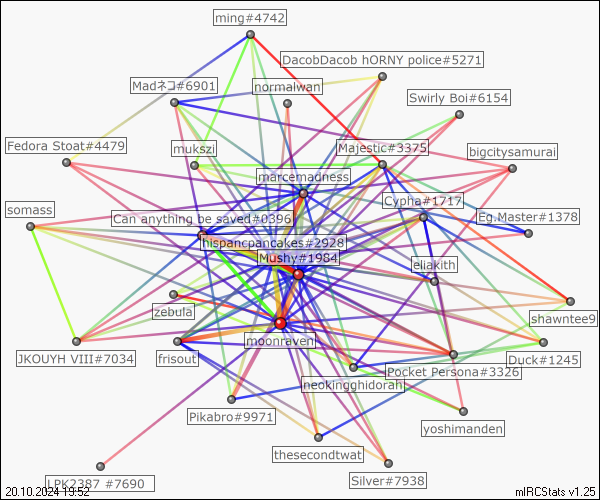 ming#4742
DacobDacob hORNY police#5271
Madネコ#6901
normalwan
Swirly Boi#6154
Fedora Stoat#4479
mukszi
Majestic#3375
bigcitysamurai
marcemadness
somass
Can anything be saved#0396
Cypha#1717
Eg.Master#1378
hispancpancakes#2928
Mushy#1984
eliakith
zebula
shawntee9
moonraven
JKOUYH VIII#7034
frisout
Duck#1245
Pocket Persona#3326
neokingghidorah
Pikabro#9971
yoshimanden
thesecondtwat
LPK2387 #7690
Silver#7938
20.10.2024 19:52
mIRCStats v1.25